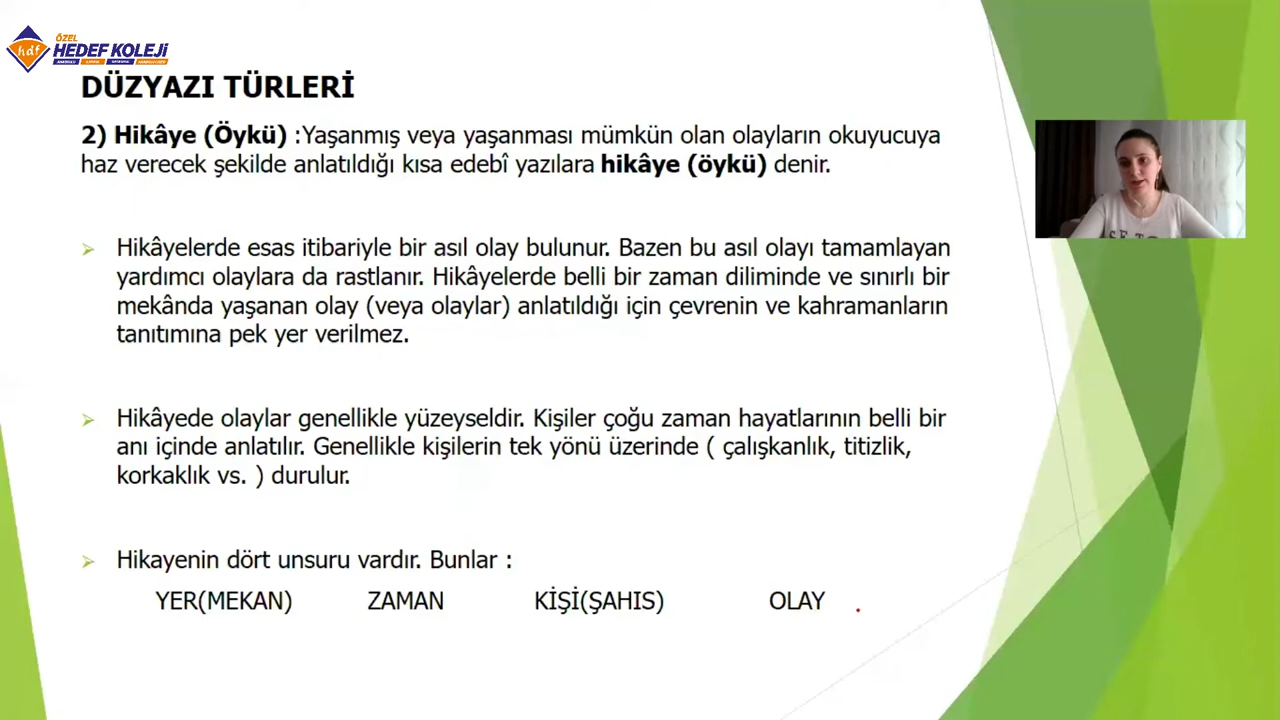 ÖZEL
HEDEF KOLEJİ
hdf
DÜZYAZI TÜRLERİ
2) Hikâye (Öykü) :Yaşanmış veya yaşanması mümkün olan olayların okuyucuya
haz verecek şekilde anlatıldığı kısa edebî yazılara hikâye (öykü) denir.
Hikâyelerde esas itibariyle bir asıl olay bulunur. Bazen bu asıl olayı tamamlayan
yardımcı olaylara da rastlanır. Hikâyelerde belli bir zaman diliminde ve sınırlı bir
mekânda yaşanan olay (veya olaylar) anlatıldığı için çevrenin ve kahramanların
tanıtımına pek yer verilmez.
Hikâyede olaylar genellikle yüzeyseldir. Kişiler çoğu zaman hayatlarının belli bir
anı içinde anlatılır. Genellikle kişilerin tek yönü üzerinde ( çalışkanlık, titizlik,
korkaklık vs. ) durulur.
Hikayenin dört unsuru vardır. Bunlar :
YER(MEKAN) ZAMAN KİŞİ(ŞAHIS) OLAY